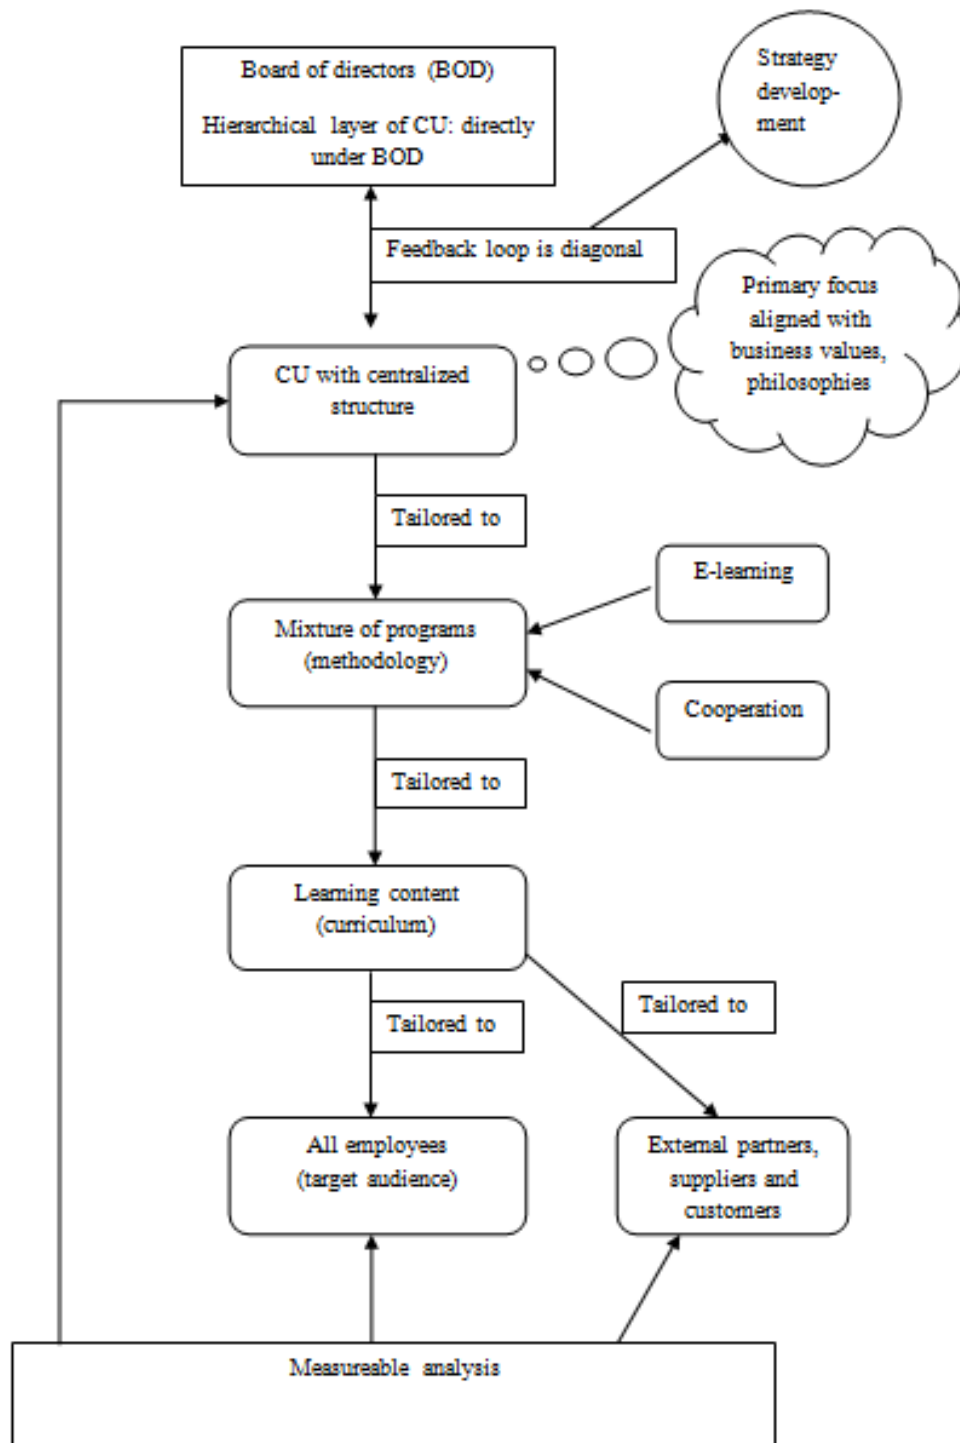 Board of directors (BOD)
Hierarchical layer of CU: directly
under BOD
Strategy
develop-
ment
Feedback loop is diagonal
Primary focus
aligned with
business values,
philosophies
CU with centralized
structure
Tailored to
E-learning
Mixture of programs
(methodology)
Cooperation
Tailored to
Learning content
(curriculum)
Tailored to
Tailored to
All employees
(target audience)
External partners,
suppliers and
customers
Measureable analysis